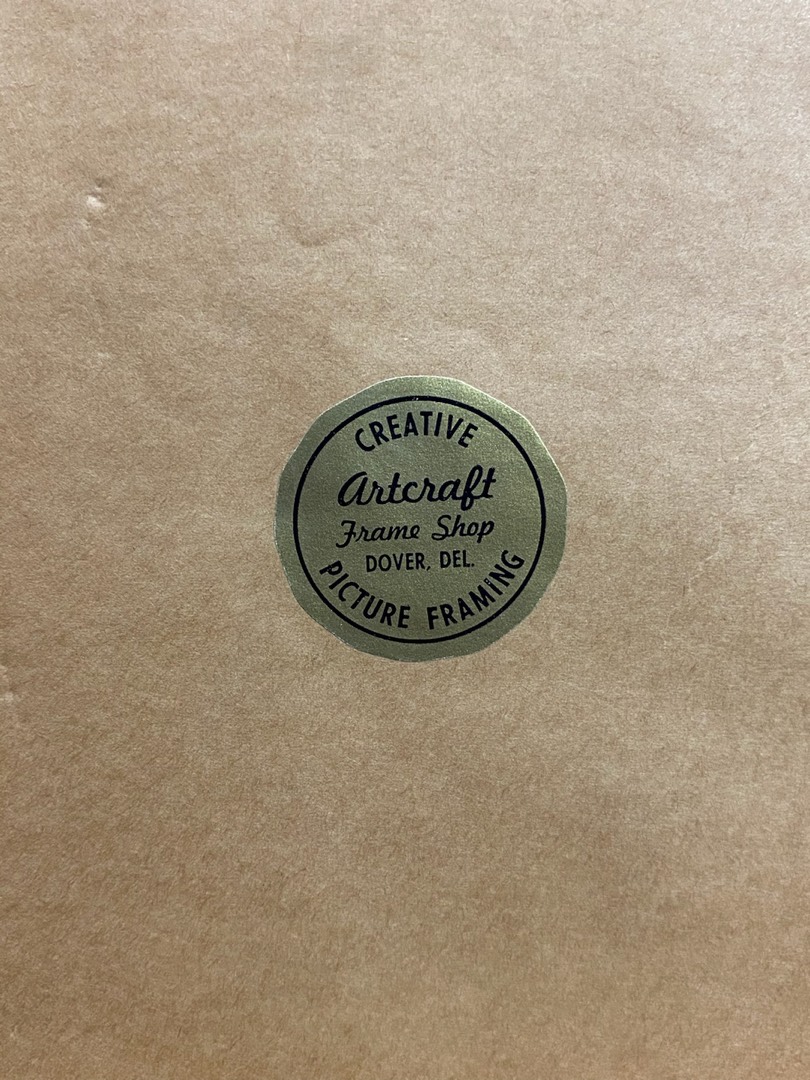 CREATIVE
Artcraft
Frame Shop
DOVER, DEL.
PICTURE FRAMING